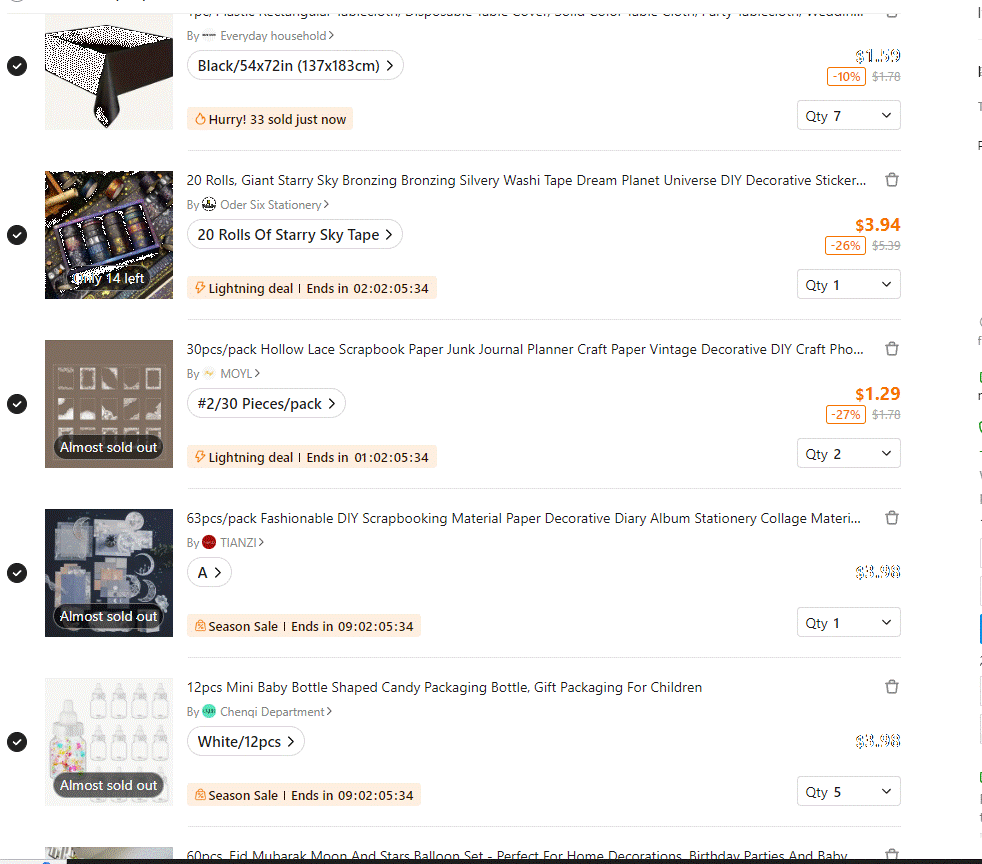 1pc, Plastic Rectangular Tablecloth, Disposable Table Cover, Solid Color Table Cloth, Party Tablecloth, Weddin...
By Everyday household>
Black/54x72in (137x183cm) >
$1.59
-10% $1.78
Hurry! 33 sold just now
Qty 7
20 Rolls, Giant Starry Sky Bronzing Bronzing Silvery Washi Tape Dream Planet Universe DIY Decorative Sticker...
By Oder Six Stationery>
20 Rolls Of Starry Sky Tape >
$3.94
-26% $5.39
Only 14 left
Lightning deal | Ends in 02:02:05:34
Qty 1
30pcs/pack Hollow Lace Scrapbook Paper Junk Journal Planner Craft Paper Vintage Decorative DIY Craft Pho...
By MOYL>
#2/30 Pieces/pack >
$1.29
-27% $1.78
Almost sold out
Lightning deal | Ends in 01:02:05:34
Qty 2
63pcs/pack Fashionable DIY Scrapbooking Material Paper Decorative Diary Album Stationery Collage Materi...
By TIANZI>
A >
$3.98
Almost sold out
Season Sale | Ends in 09:02:05:34
Qty 1
12pcs Mini Baby Bottle Shaped Candy Packaging Bottle, Gift Packaging For Children
By Chenqi Department>
White/12pcs >
$3.98
Almost sold out
Season Sale | Ends in 09:02:05:34
Qty 5
60pcs, Eid Mubarak Moon And Stars Balloon Set - Perfect For Home Decorations, Birthday Parties And Baby